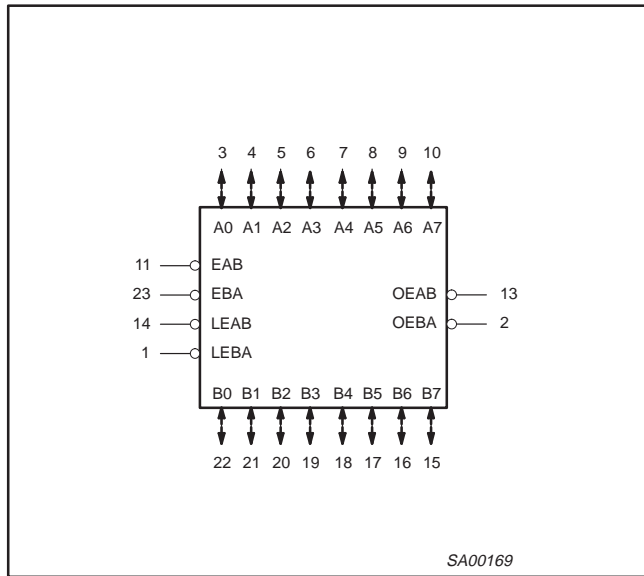 3 4 5 6 7 8 9 10
A0 A1 A2 A3 A4 A5 A6 A7
11 EAB
23 EBA OEAB 13
14 LEAB OEBA 2
1 LEBA
B0 B1 B2 B3 B4 B5 B6 B7
22 21 20 19 18 17 16 15
SA00169